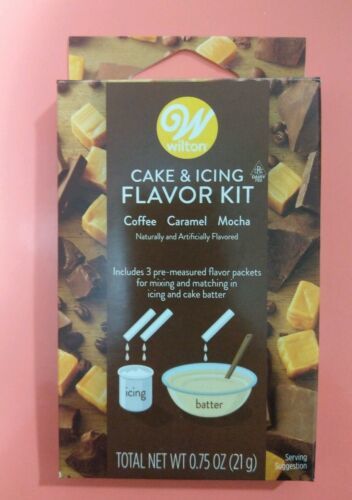 W
wilton
CAKE & ICING
FLAVOR KIT
DAIRY
Coffee Caramel Mocha
Naturally and Artificially Flavored
Includes 3 pre-measured flavor packets
for mixing and matching in
icing and cake batter
icing
batter
Serving
Suggestion
TOTAL NET WT 0.75 OZ (21 g)